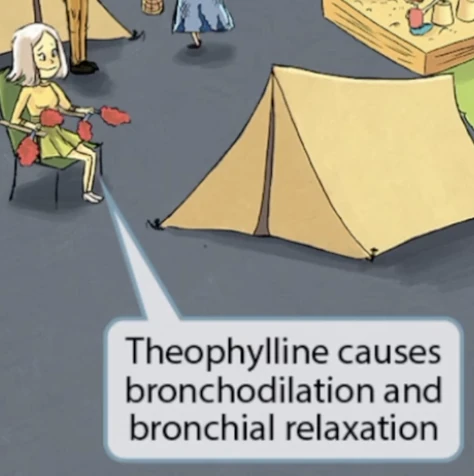 Theophylline causes
bronchodilation and
bronchial relaxation